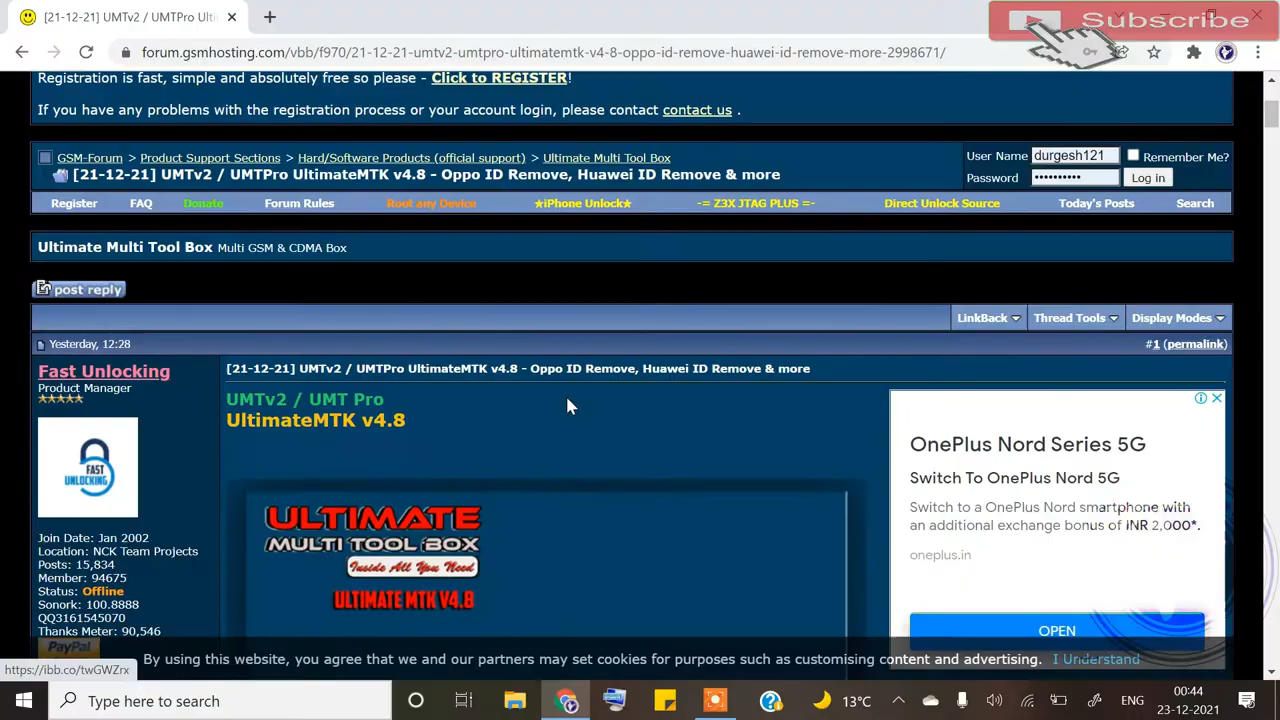 [21-12-21] UMTv2 / UMTPro Ulti
Subscribe
forum.gsmhosting.com/vbb/f970/21-12-21-umtv2-umtpro-ultimatemtk-v4-8-oppo-id-remove-huawei-id-remove-more-2998671/
Registration is fast, simple and absolutely free so please - Click to REGISTER!
If you have any problems with the registration process or your account login, please contact contact us .
GSM-Forum > Product Support Sections > Hard/Software Products (official support) > Ultimate Multi Tool Box
User Name durgesh121 Remember Me?
[21-12-21] UMTv2 / UMTPro UltimateMTK v4.8 - Oppo ID Remove, Huawei ID Remove & more
Password •••••••••• Log in
Register FAQ Donate Forum Rules Root any Device ★iPhone Unlock★ -= Z3X JTAG PLUS =- Direct Unlock Source Today's Posts Search
Ultimate Multi Tool Box Multi GSM & CDMA Box
post reply
LinkBack Thread Tools Display Modes
Yesterday, 12:28 #1 (permalink)
Fast Unlocking
Product Manager
[21-12-21] UMTv2 / UMTPro UltimateMTK v4.8 - Oppo ID Remove, Huawei ID Remove & more
UMTv2 / UMT Pro
UltimateMTK v4.8
FAST
UNLOCKING
ULTIMATE
MULTI TOOL BOX
Inside All You Need
ULTIMATE MTK V4.8
OnePlus Nord Series 5G
Switch To OnePlus Nord 5G
Switch to a OnePlus Nord smartphone with
an additional exchange bonus of INR 2,000*.
oneplus.in
OPEN
Join Date: Jan 2002
Location: NCK Team Projects
Posts: 15,834
Member: 94675
Status: Offline
Sonork: 100.8888
QQ3161545070
Thanks Meter: 90,546
PayPal
By using this website, you agree that we and our partners may set cookies for purposes such as customising content and advertising. I Understand
https://ibb.co/twGWZrx
Type here to search
13°C
ENG
00:44
23-12-2021